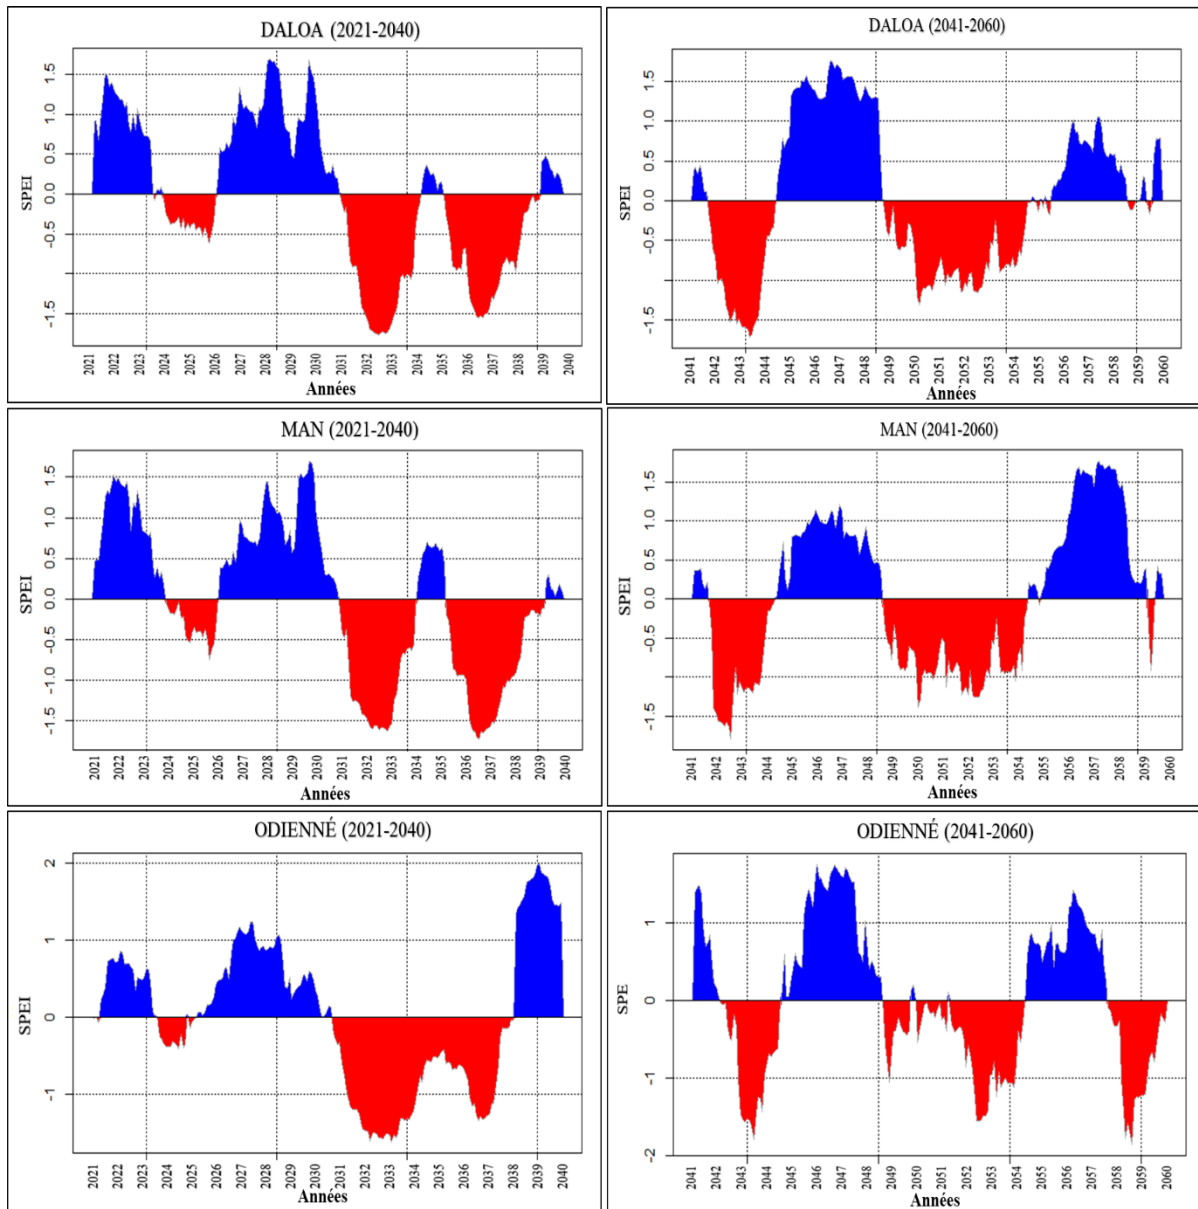 DALOA (2021-2040)
SPEI
1.5
1.0
0.5
0.0
-0.5
-1.5
2021 2022 2023 2024 2025 2026 2027 2028 2029 2030 2031 2032 2033 2034 2035 2036 2037 2038 2039 2040
Années
DALOA (2041-2060)
SPEI
1.5
1.0
0.5
0.0
-0.5
-1.5
2041 2042 2043 2044 2045 2046 2047 2048 2049 2050 2051 2052 2053 2054 2055 2056 2057 2058 2059 2060
Années
MAN (2021-2040)
SPEI
1.5
1.0
0.5
0.0
-0.5
-1.0
-1.5
2021 2022 2023 2024 2025 2026 2027 2028 2029 2030 2031 2032 2033 2034 2035 2036 2037 2038 2039 2040
Années
MAN (2041-2060)
SPEI
1.5
1.0
0.5
0.0
-0.5
-1.5
2041 2042 2043 2044 2045 2046 2047 2048 2049 2050 2051 2052 2053 2054 2055 2056 2057 2058 2059 2060
Années
ODIENNÉ (2021-2040)
SPEI
2
1
0
-1
2021 2022 2023 2024 2025 2026 2027 2028 2029 2030 2031 2032 2033 2034 2035 2036 2037 2038 2039 2040
Années
ODIENNÉ (2041-2060)
SPE
1
0
-1
-2
2041 2042 2043 2044 2045 2046 2047 2048 2049 2050 2051 2052 2053 2054 2055 2056 2057 2058 2059 2060
Années